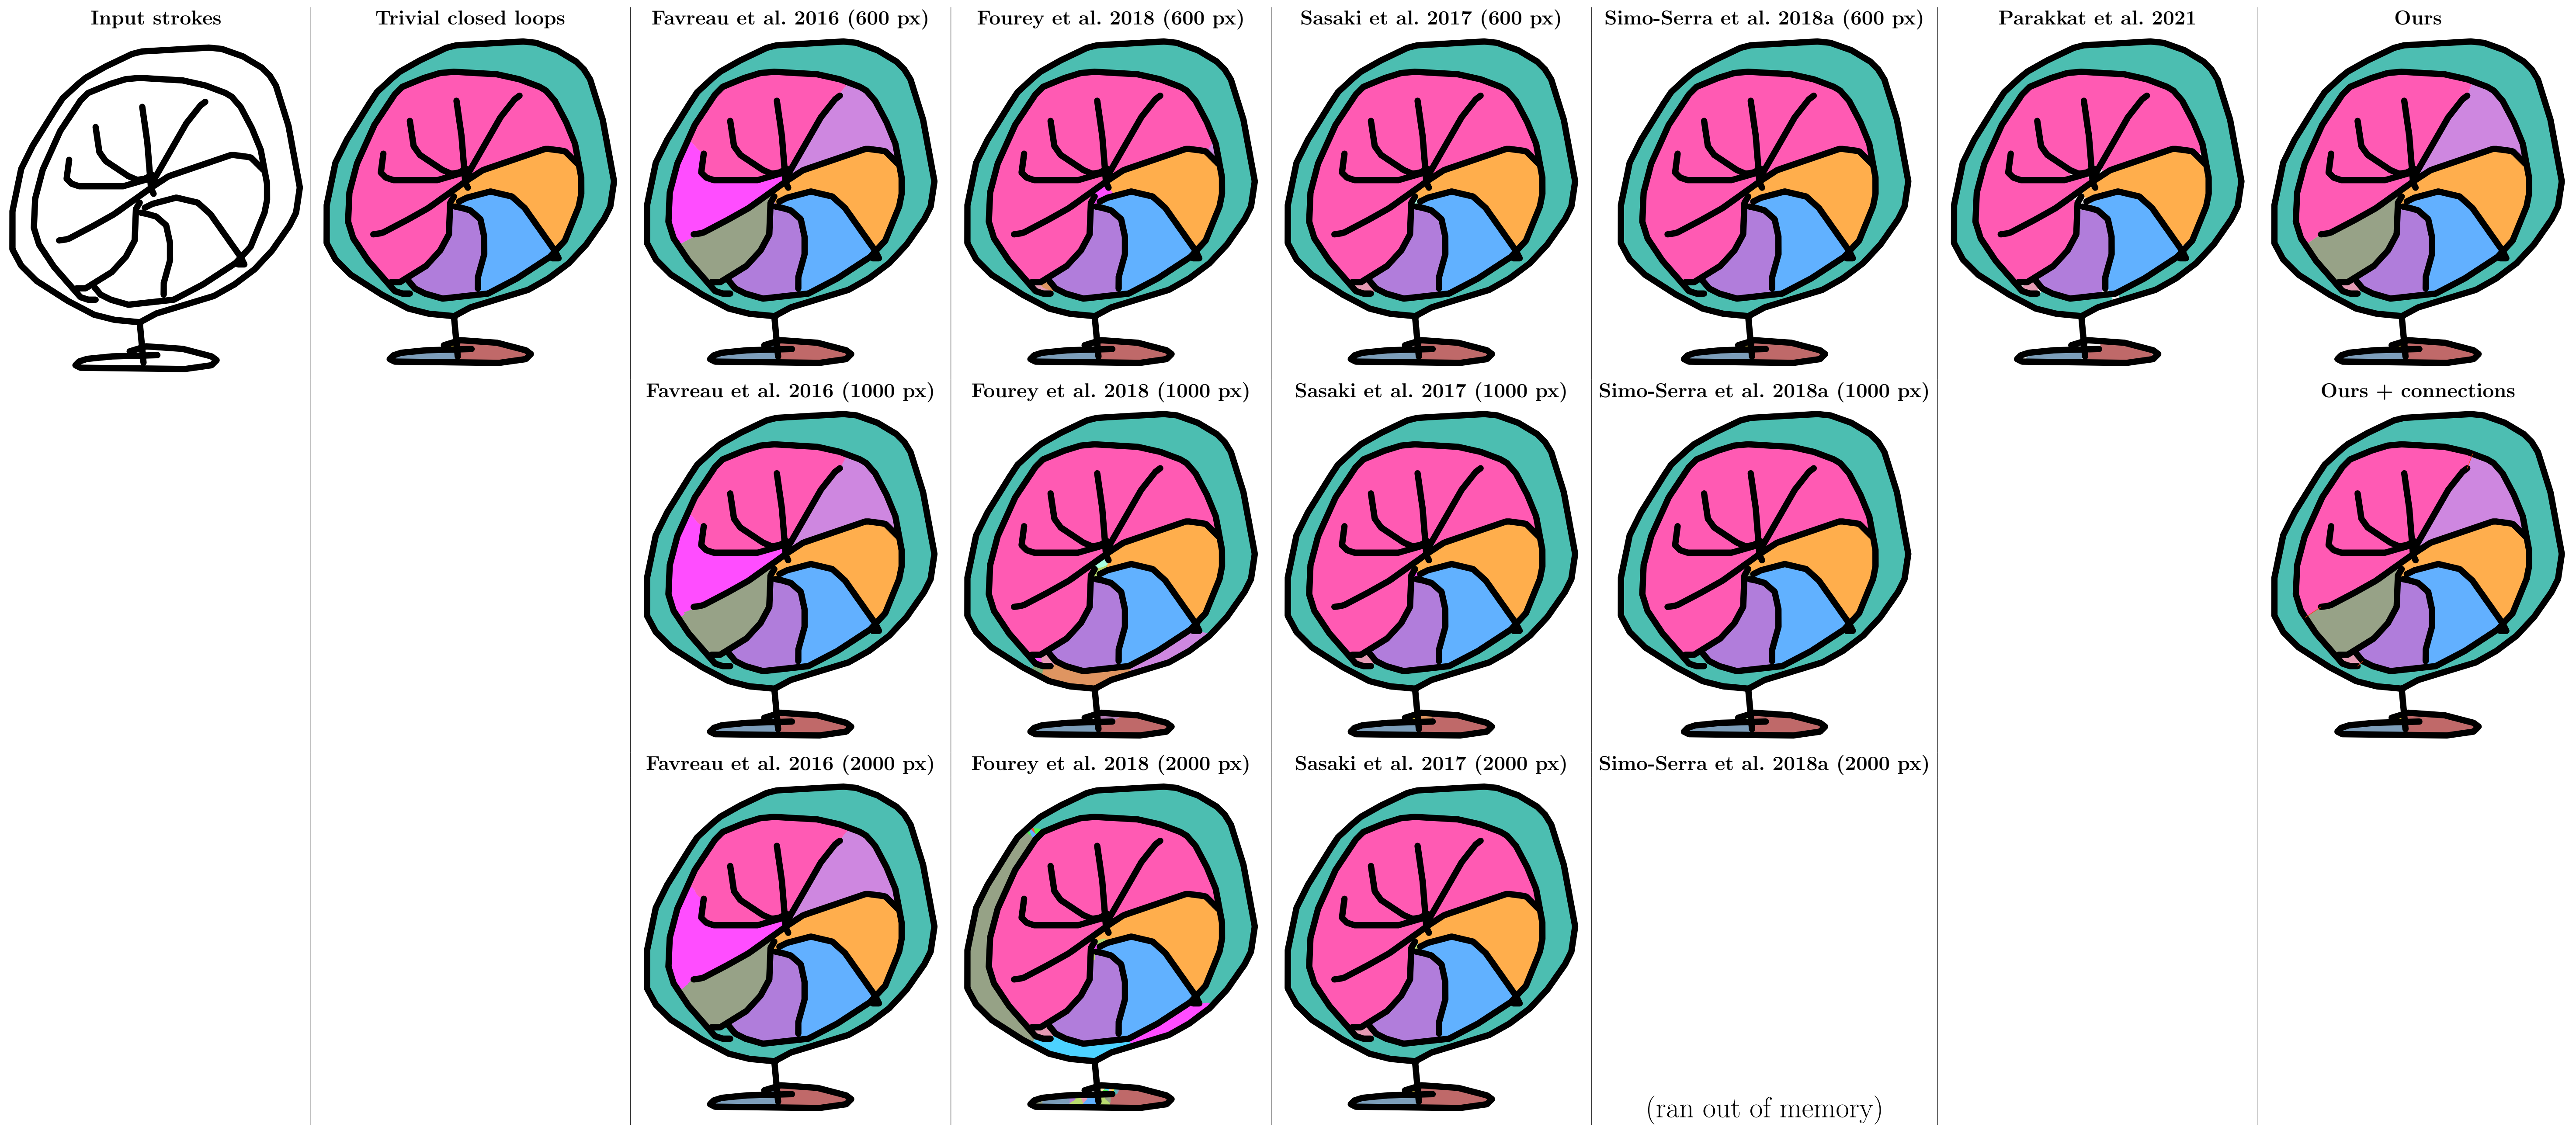 Input strokes
Trivial closed loops
Favreau et al. 2016 (600 px)
Fourey et al. 2018 (600 px)
Sasaki et al. 2017 (600 px)
Simo-Serra et al. 2018a (600 px)
Parakkat et al. 2021
Ours
Favreau et al. 2016 (1000 px)
Fourey et al. 2018 (1000 px)
Sasaki et al. 2017 (1000 px)
Simo-Serra et al. 2018a (1000 px)
Ours + connections
Favreau et al. 2016 (2000 px)
Fourey et al. 2018 (2000 px)
Sasaki et al. 2017 (2000 px)
Simo-Serra et al. 2018a (2000 px)
(ran out of memory)